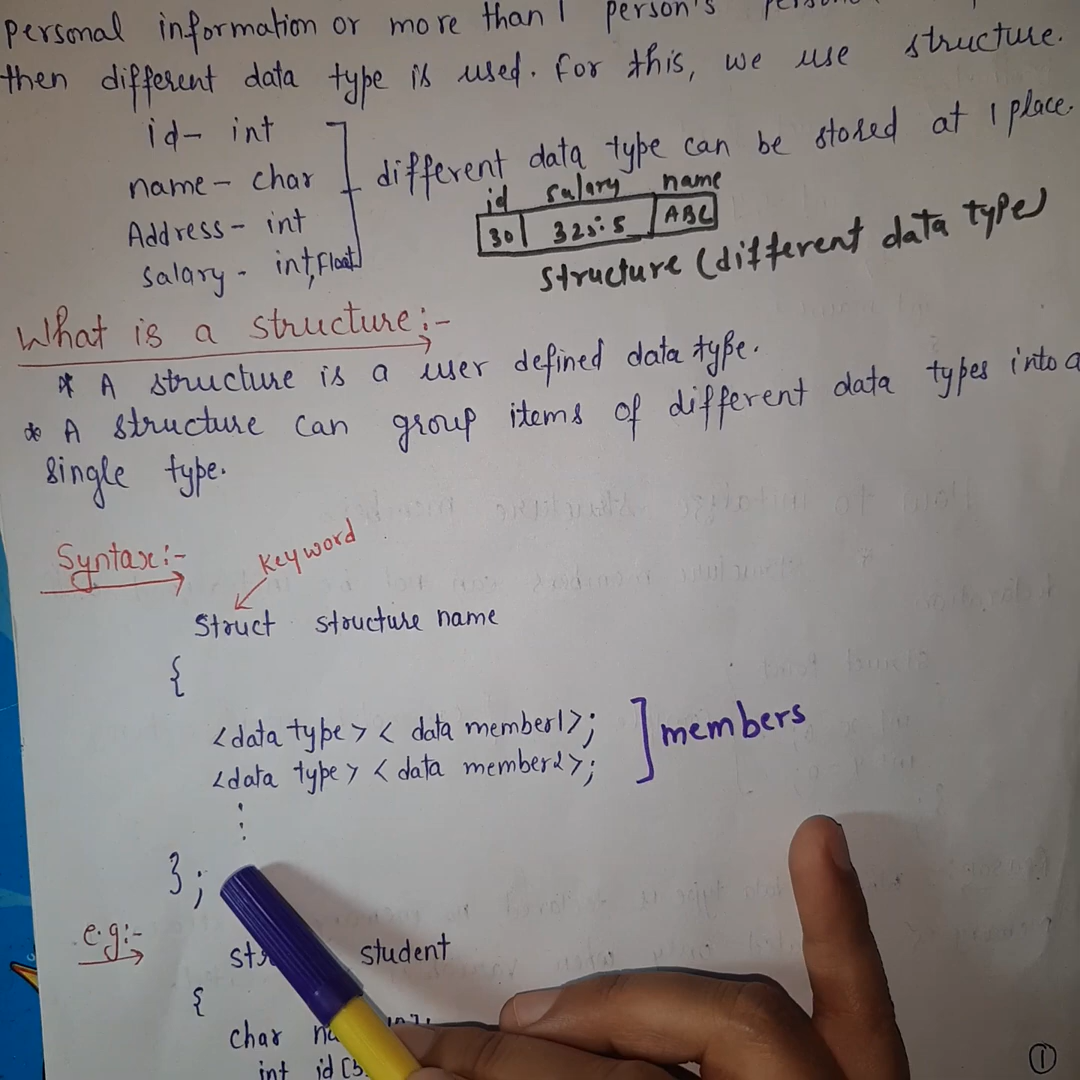 personal information or more than 1 person's
then different data type is used. For this, we use structure.
id - int
name - char
Address - int
salary - int, Float
different data type can be stored at 1 place.
id salary name
30 325.5 ABC
structure (different data type)
What is a structure:-
* A structure is a user defined data type.
* A structure can group items of different data types into a
single type.
Syntax:-
Keyword
Struct structure name
{
<data type> < data member1>;
<data type> < data member2>;
members
};
e.g:-
student
{
char
int id[
1